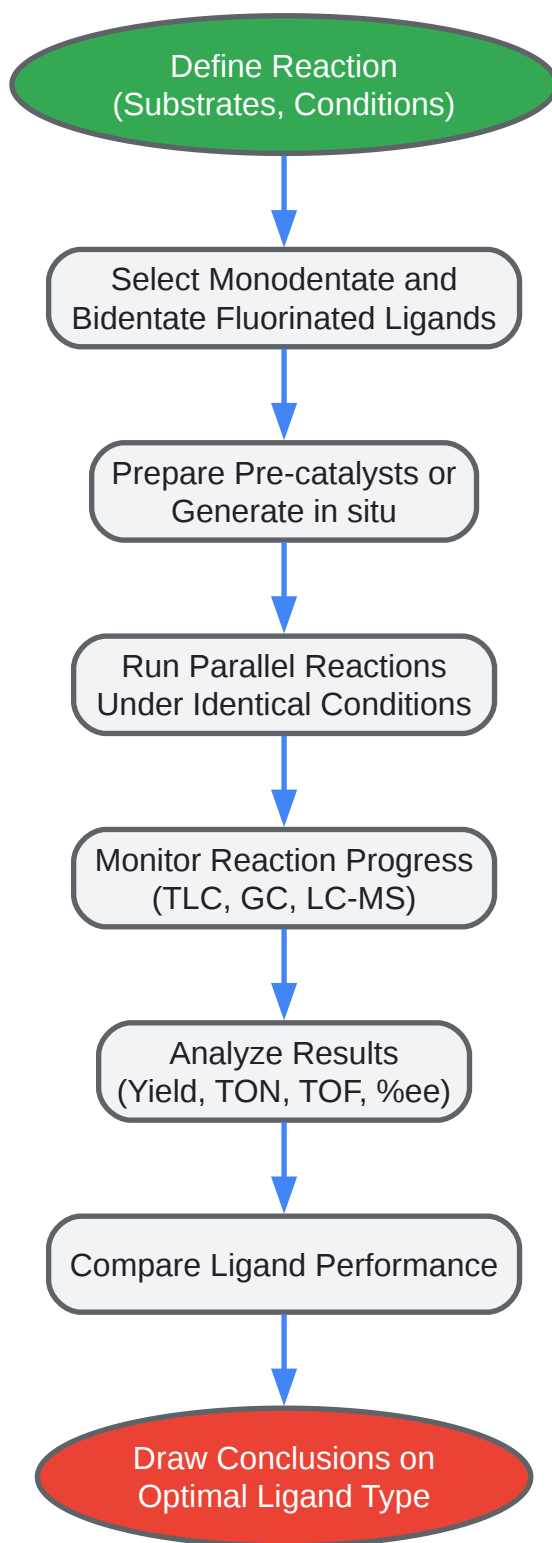 Define Reaction
(Substrates, Conditions)
Select Monodentate and
Bidentate Fluorinated Ligands
Prepare Pre-catalysts or
Generate in situ
Run Parallel Reactions
Under Identical Conditions
Monitor Reaction Progress
(TLC, GC, LC-MS)
Analyze Results
(Yield, TON, TOF, %ee)
Compare Ligand Performance
Draw Conclusions on
Optimal Ligand Type